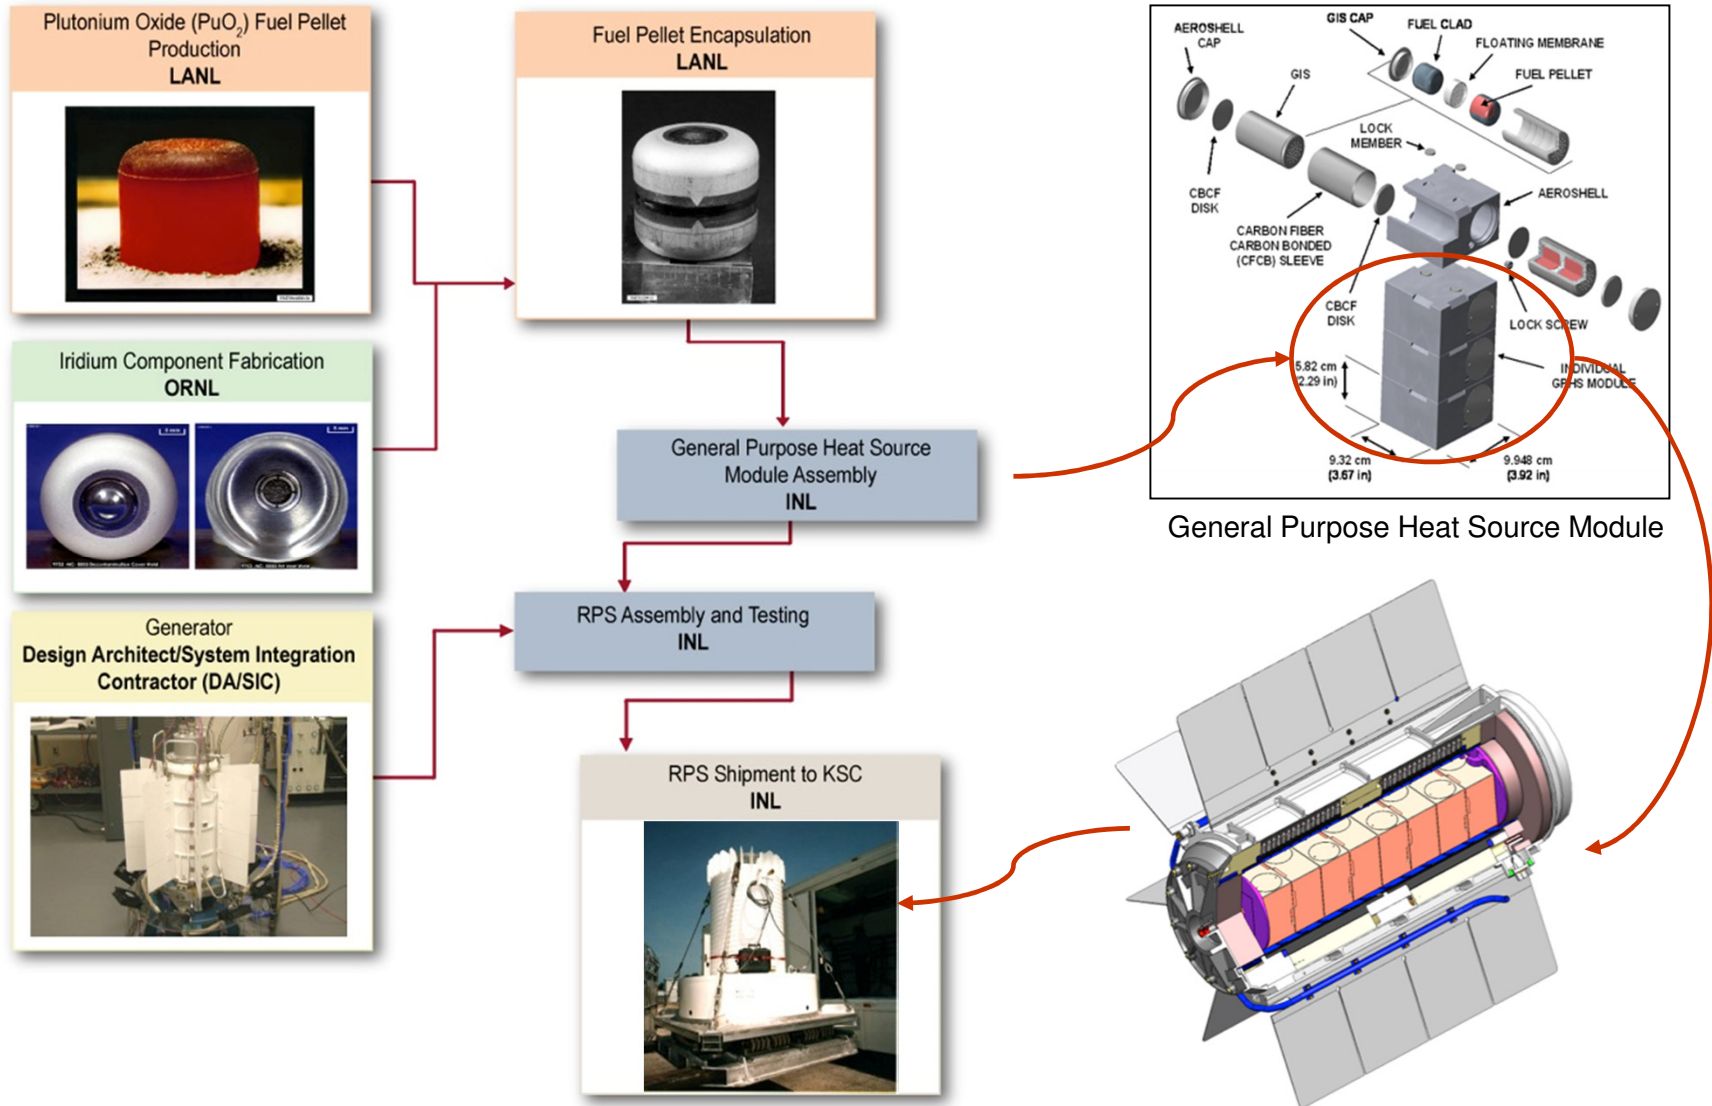 Plutonium Oxide (PuO₂) Fuel Pellet
Production
LANL
Fuel Pellet Encapsulation
LANL
Iridium Component Fabrication
ORNL
General Purpose Heat Source
Module Assembly
INL
RPS Assembly and Testing
INL
Generator
Design Architect/System Integration
Contractor (DA/SIC)
RPS Shipment to KSC
INL
AEROSHELL
CAP
GIS CAP
FUEL CLAD
FLOATING MEMBRANE
FUEL PELLET
GIS
LOCK
MEMBER
CBCF
DISK
AEROSHELL
CARBON FIBER
CARBON BONDED
(CFCB) SLEEVE
CBCF
DISK
LOCK SCREW
5.82 cm
(2.29 in)
INDIVIDUAL
GPHS MODULE
9.32 cm
(3.67 in)
9.948 cm
(3.92 in)
General Purpose Heat Source Module